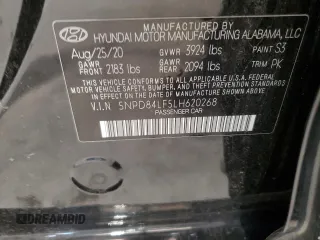 HYUNDAI MOTOR MANUFACTURING ALABAMA, LLC
Aug/25/20 GVWR 3924 lbs PAINT S3
GAWR FRONT 2183 lbs GAWR REAR 2094 lbs TRIM PK
THIS VEHICLE CONFORMS TO ALL APPLICABLE FEDERAL MOTOR VEHICLE
SAFETY, BUMPER, AND THEFT PREVENTION STANDARDS IN EFFECT
ON THE DATE OF MANUFACTURE SHOWN ABOVE.
V.I.N 5NPD84LF5LH620268
PASSENGER CAR
DREAMBID